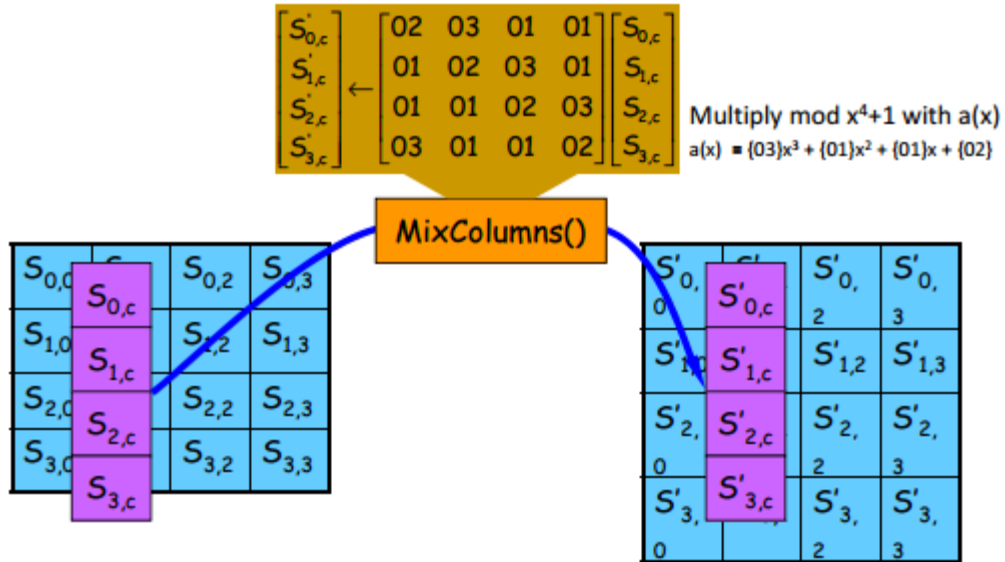 [S'0,c] ← [02 03 01 01] [S0,c]
[S'1,c] [01 02 03 01] [S1,c]
[S'2,c] [01 01 02 03] [S2,c]
[S'3,c] [03 01 01 02] [S3,c]
Multiply mod x⁴+1 with a(x)
a(x) = {03}x³ + {01}x² + {01}x + {02}
MixColumns()
S0,0 S0,2 S0,3
S0,c
S1,0 S1,2 S1,3
S1,c
S2,0 S2,2 S2,3
S2,c
S3,0 S3,2 S3,3
S3,c
S'0,0 S'0,2 S'0,3
S'0,c
S'1,0 S'1,2 S'1,3
S'1,c
S'2,0 S'2,2 S'2,3
S'2,c
S'3,0 S'3,2 S'3,3
S'3,c